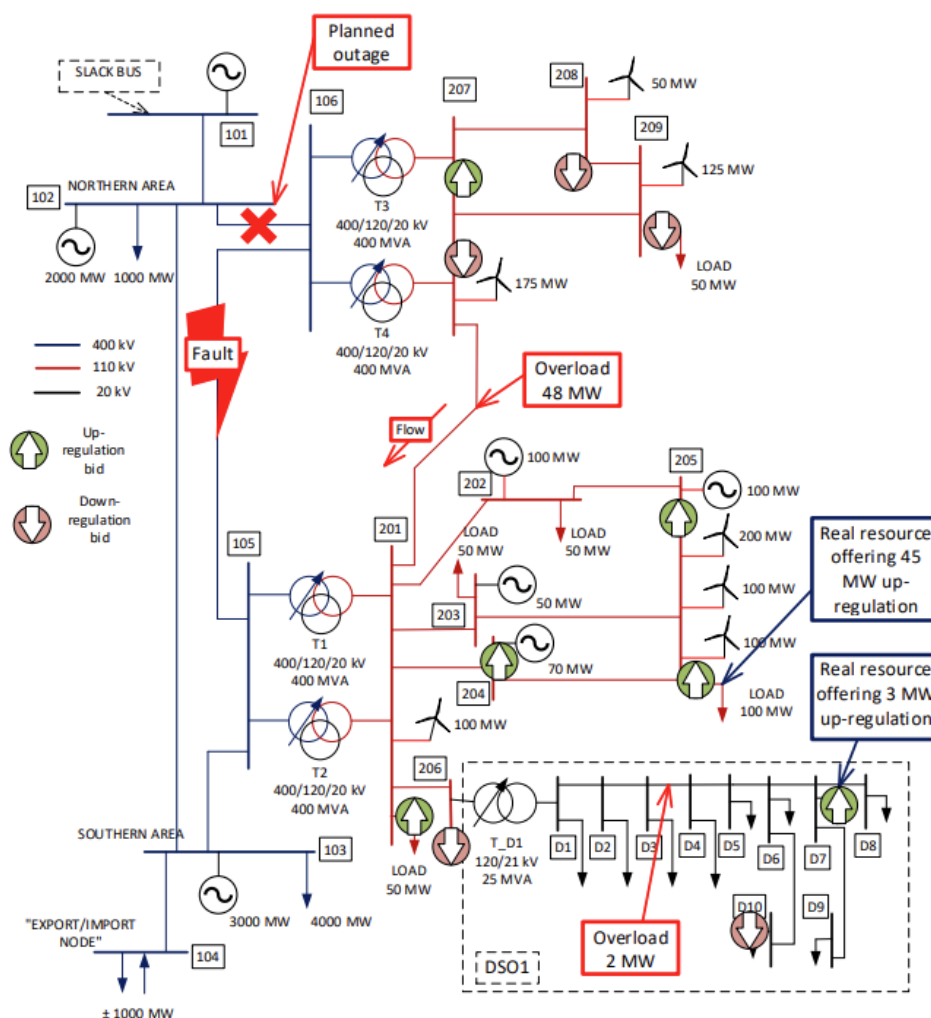 Planned
outage
SLACK BUS
101
106
207
208
50 MW
209
125 MW
NORTHERN AREA
102
2000 MW
1000 MW
T3
400/120/20 kV
400 MVA
LOAD
50 MW
175 MW
T4
400/120/20 kV
400 MVA
400 kV
110 kV
20 kV
Fault
Overload
48 MW
Flow
Up-
regulation
bid
Down-
regulation
bid
100 MW
202
205
100 MW
105
201
LOAD
50 MW
LOAD
50 MW
200 MW
Real resource
offering 45
MW up-
regulation
203
50 MW
100 MW
T1
400/120/20 kV
400 MVA
100 MW
70 MW
204
LOAD
100 MW
Real resource
offering 3 MW
up-regulation
100 MW
T2
400/120/20 kV
400 MVA
206
LOAD
50 MW
T_D1
120/21 kV
25 MVA
D1
D2
D3
D4
D5
D6
D7
D8
SOUTHERN AREA
103
3000 MW
4000 MW
D10
D9
"EXPORT/IMPORT
NODE"
104
± 1000 MW
Overload
2 MW
DSO1